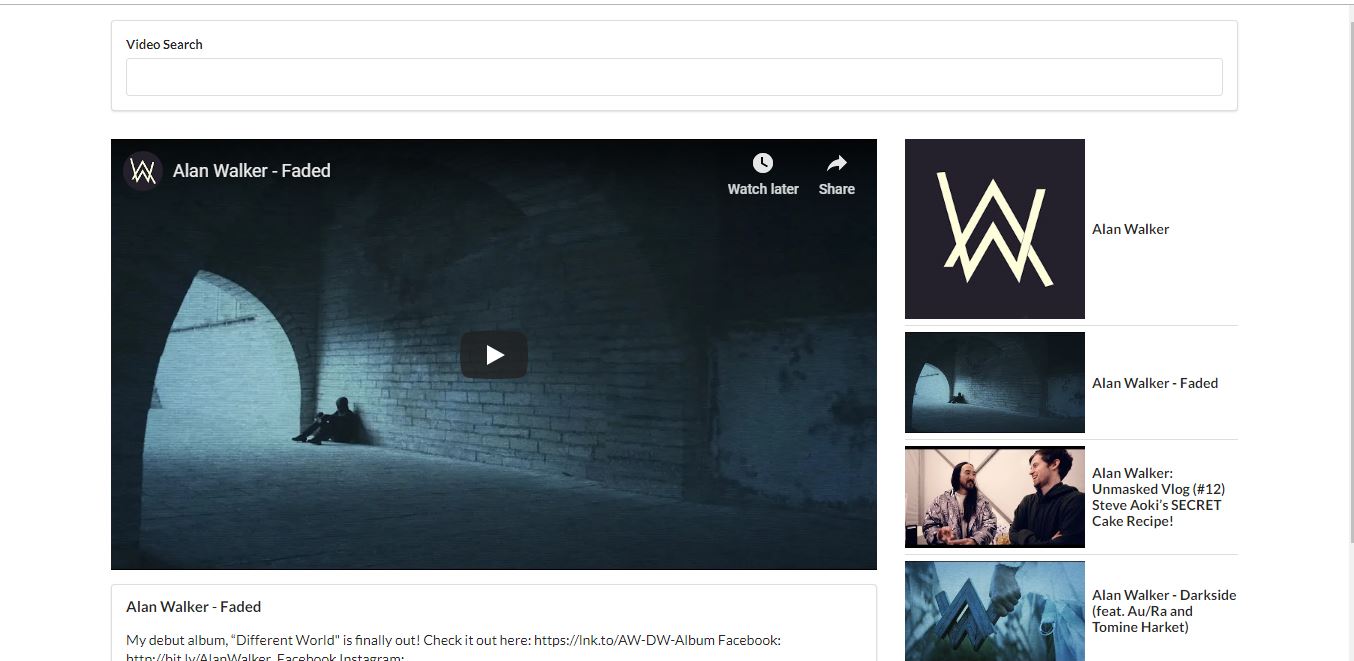 Video Search
Alan Walker - Faded
Watch later
Share
Alan Walker - Faded
My debut album, “Different World" is finally out! Check it out here: https://lnk.to/AW-DW-Album Facebook:
http://bit.ly/AlanWalker_Facebook Instagram:
Alan Walker
Alan Walker - Faded
Alan Walker:
Unmasked Vlog (#12)
Steve Aoki’s SECRET
Cake Recipe!
Alan Walker - Darkside
(feat. Au/Ra and
Tomine Harket)